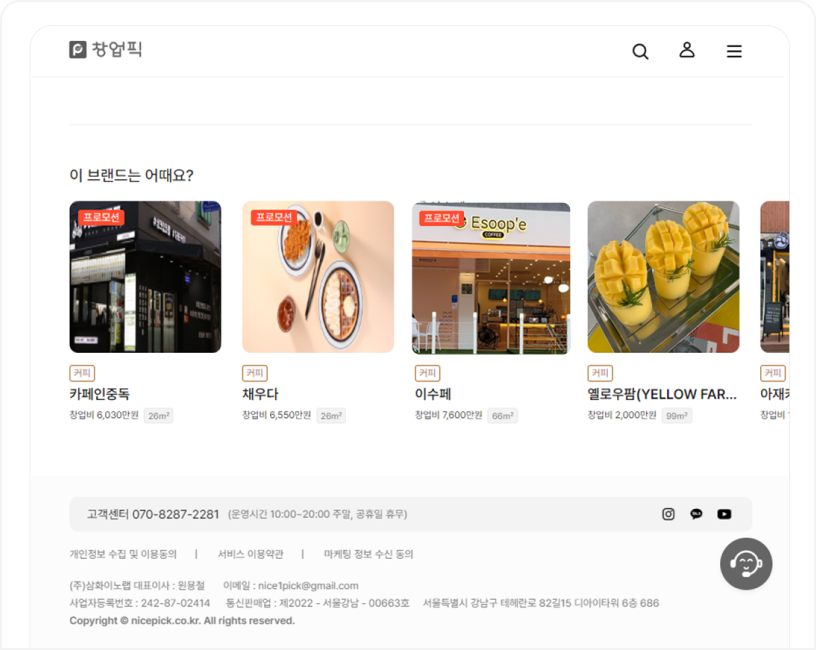 창업픽
이 브랜드는 어때요?
프로모션
프로모션
프로모션
Esoop'e
COFFEE
커피
커피
커피
커피
커피
카페인중독
채우다
이수페
옐로우팜(YELLOW FAR...
창업비 6,030만원 26m²
창업비 6,550만원 26m²
창업비 7,600만원 66m²
창업비 2,000만원 99m²
창업비
고객센터 070-8287-2281 (운영시간 10:00~20:00 주말, 공휴일 휴무)
개인정보 수집 및 이용동의 | 서비스 이용약관 | 마케팅 정보 수신 동의
(주)삼화이노랩 대표이사 : 원용철 이메일 : nice1pick@gmail.com
사업자등록번호 : 242-87-02414 통신판매업 : 제2022 - 서울강남 - 00663호 서울특별시 강남구 테헤란로 82길15 디아이타워 6층 686
Copyright © nicepick.co.kr. All rights reserved.